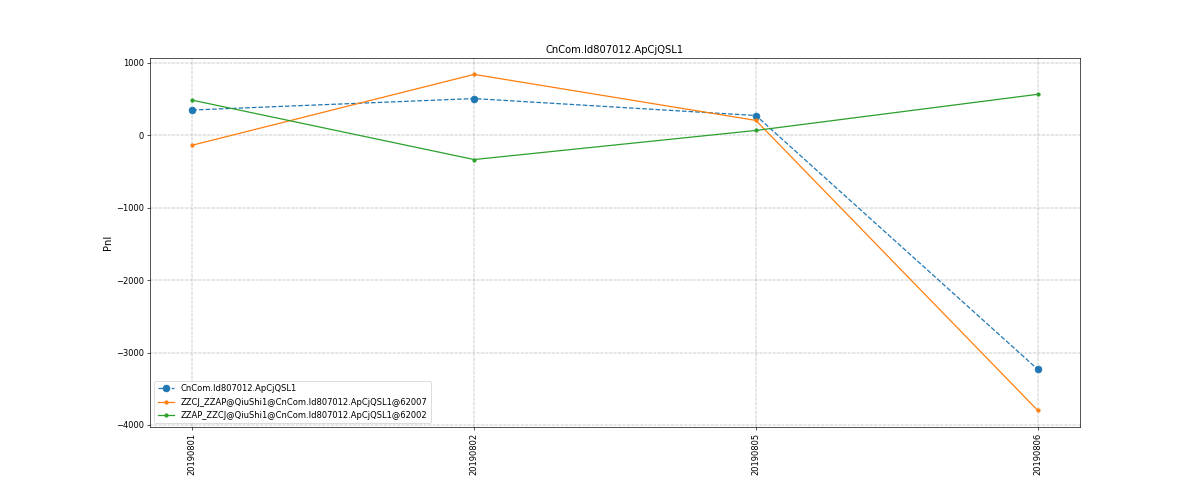 CnCom.Id807012.ApCjQSL1
1000
0
−1000
−2000
−3000
−4000
Pnl
CnCom.Id807012.ApCjQSL1
ZZCJ_ZZAP@QiuShi1@CnCom.Id807012.ApCjQSL1@62007
ZZAP_ZZCJ@QiuShi1@CnCom.Id807012.ApCjQSL1@62002
20190801
20190802
20190805
20190806